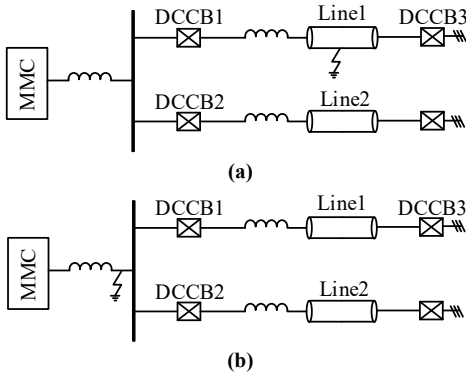 DCCB1
Line1
DCCB3
MMC
DCCB2
Line2
(a)
DCCB1
Line1
DCCB3
MMC
DCCB2
Line2
(b)